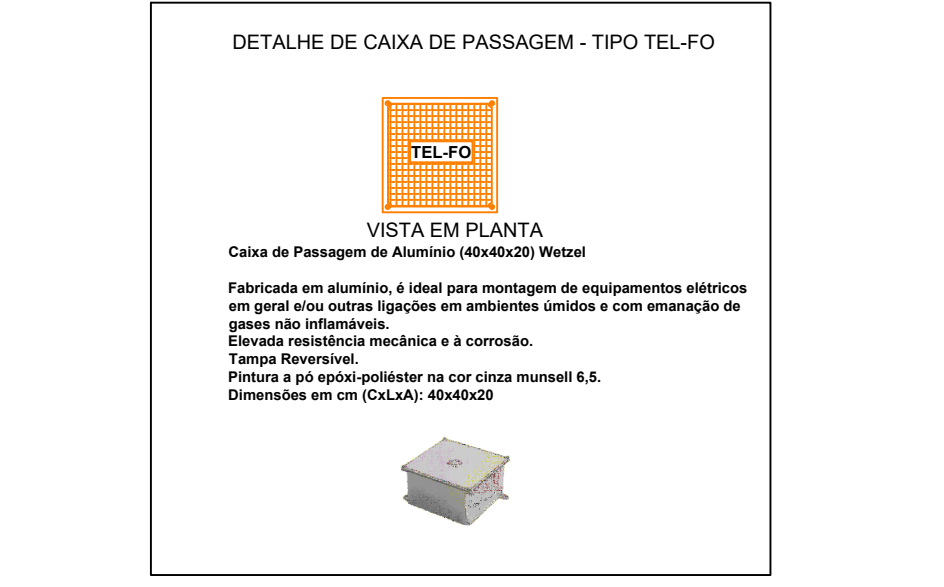 DETALHE DE CAIXA DE PASSAGEM - TIPO TEL-FO
TEL-FO
VISTA EM PLANTA
Caixa de Passagem de Alumínio (40x40x20) Wetzel
Fabricada em alumínio, é ideal para montagem de equipamentos elétricos
em geral e/ou outras ligações em ambientes úmidos e com emanação de
gases não inflamáveis.
Elevada resistência mecânica e à corrosão.
Tampa Reversível.
Pintura a pó epóxi-poliéster na cor cinza munsell 6,5.
Dimensões em cm (CxLxA): 40x40x20